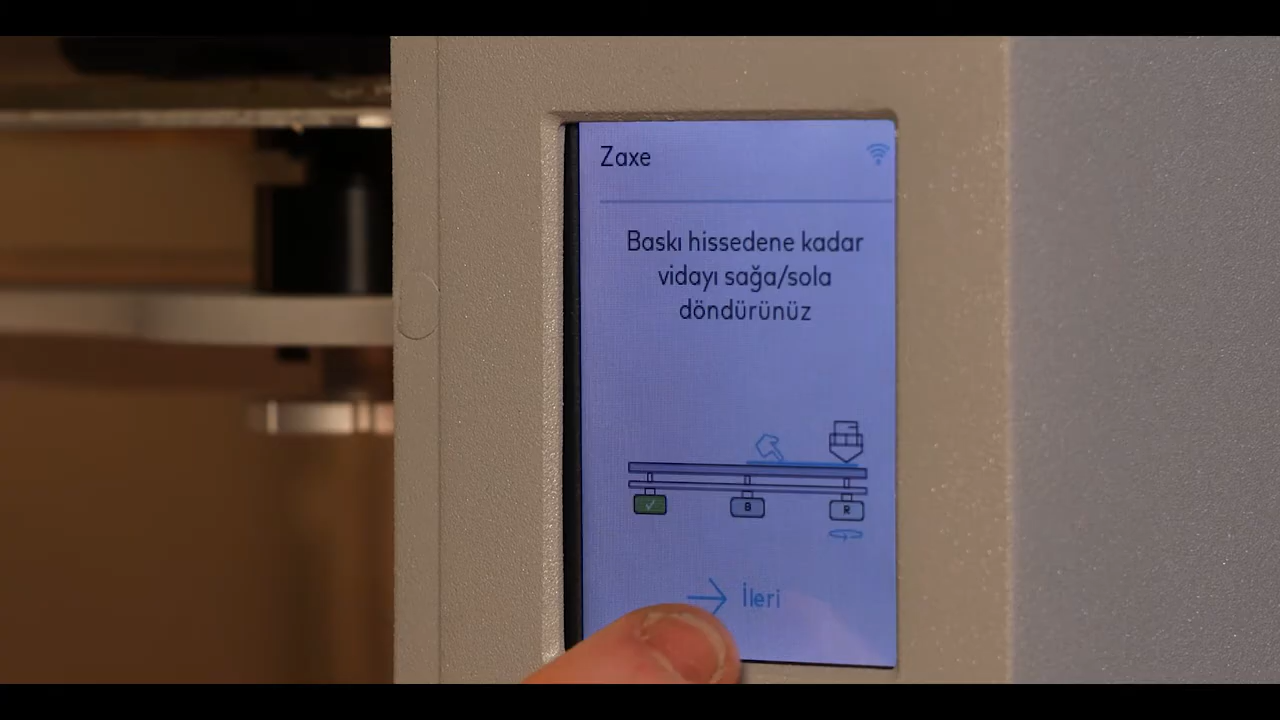 Zaxe
Baskı hissedene kadar
vidayı sağa/sola
döndürünüz
B
R
İleri